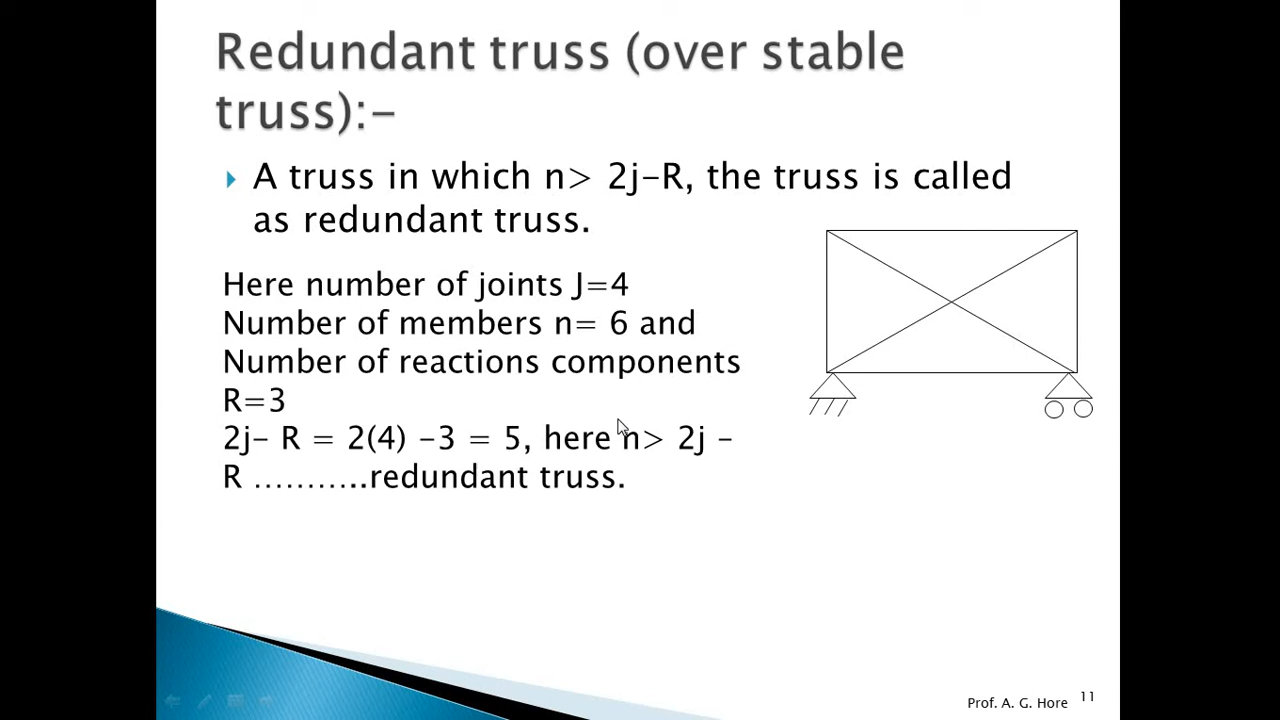 Redundant truss (over stable
truss):-
A truss in which n> 2j-R, the truss is called
as redundant truss.
Here number of joints J=4
Number of members n= 6 and
Number of reactions components
R=3
2j- R = 2(4) -3 = 5, here n> 2j -
R ………..redundant truss.
Prof. A. G. Hore 11